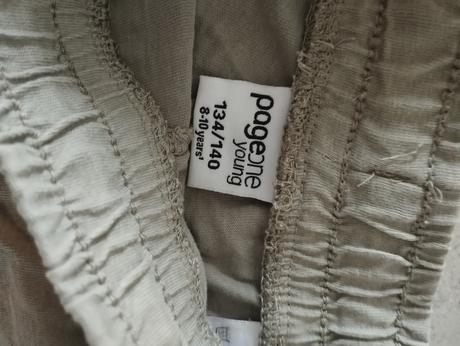 pageone
young
134/140
8-10 years'